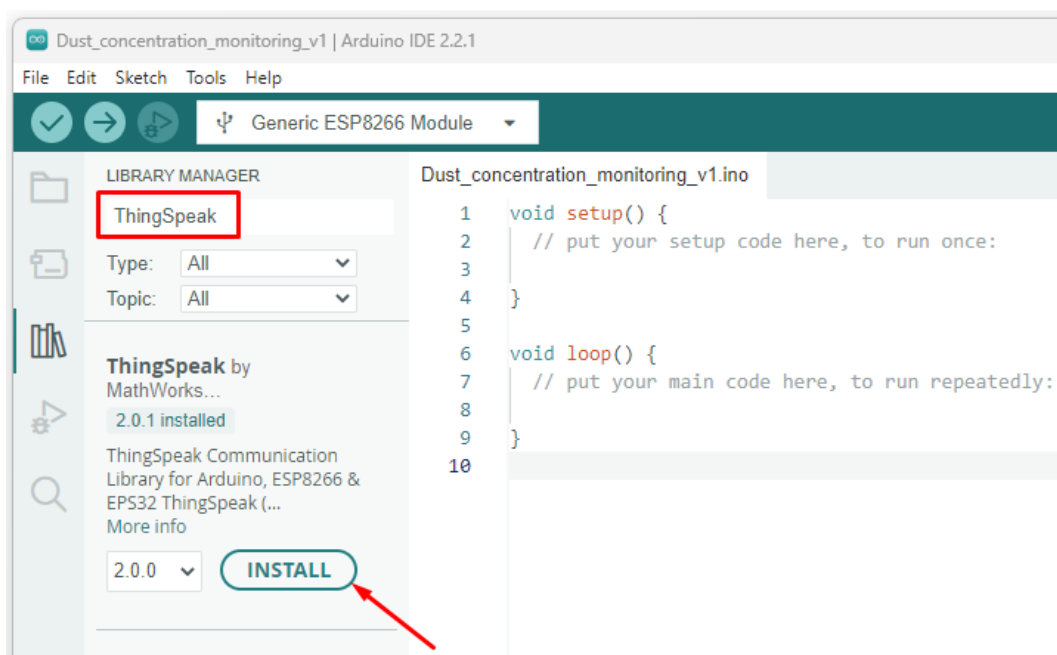 Dust_concentration_monitoring_v1 | Arduino IDE 2.2.1
File Edit Sketch Tools Help
Generic ESP8266 Module
LIBRARY MANAGER
ThingSpeak
Type: All
Topic: All
ThingSpeak by
MathWorks...
2.0.1 installed
ThingSpeak Communication
Library for Arduino, ESP8266 &
EPS32 ThingSpeak (...
More info
2.0.0 INSTALL
Dust_concentration_monitoring_v1.ino
1 void setup() {
2 // put your setup code here, to run once:
3
4 }
5
6 void loop() {
7 // put your main code here, to run repeatedly:
8
9 }
10